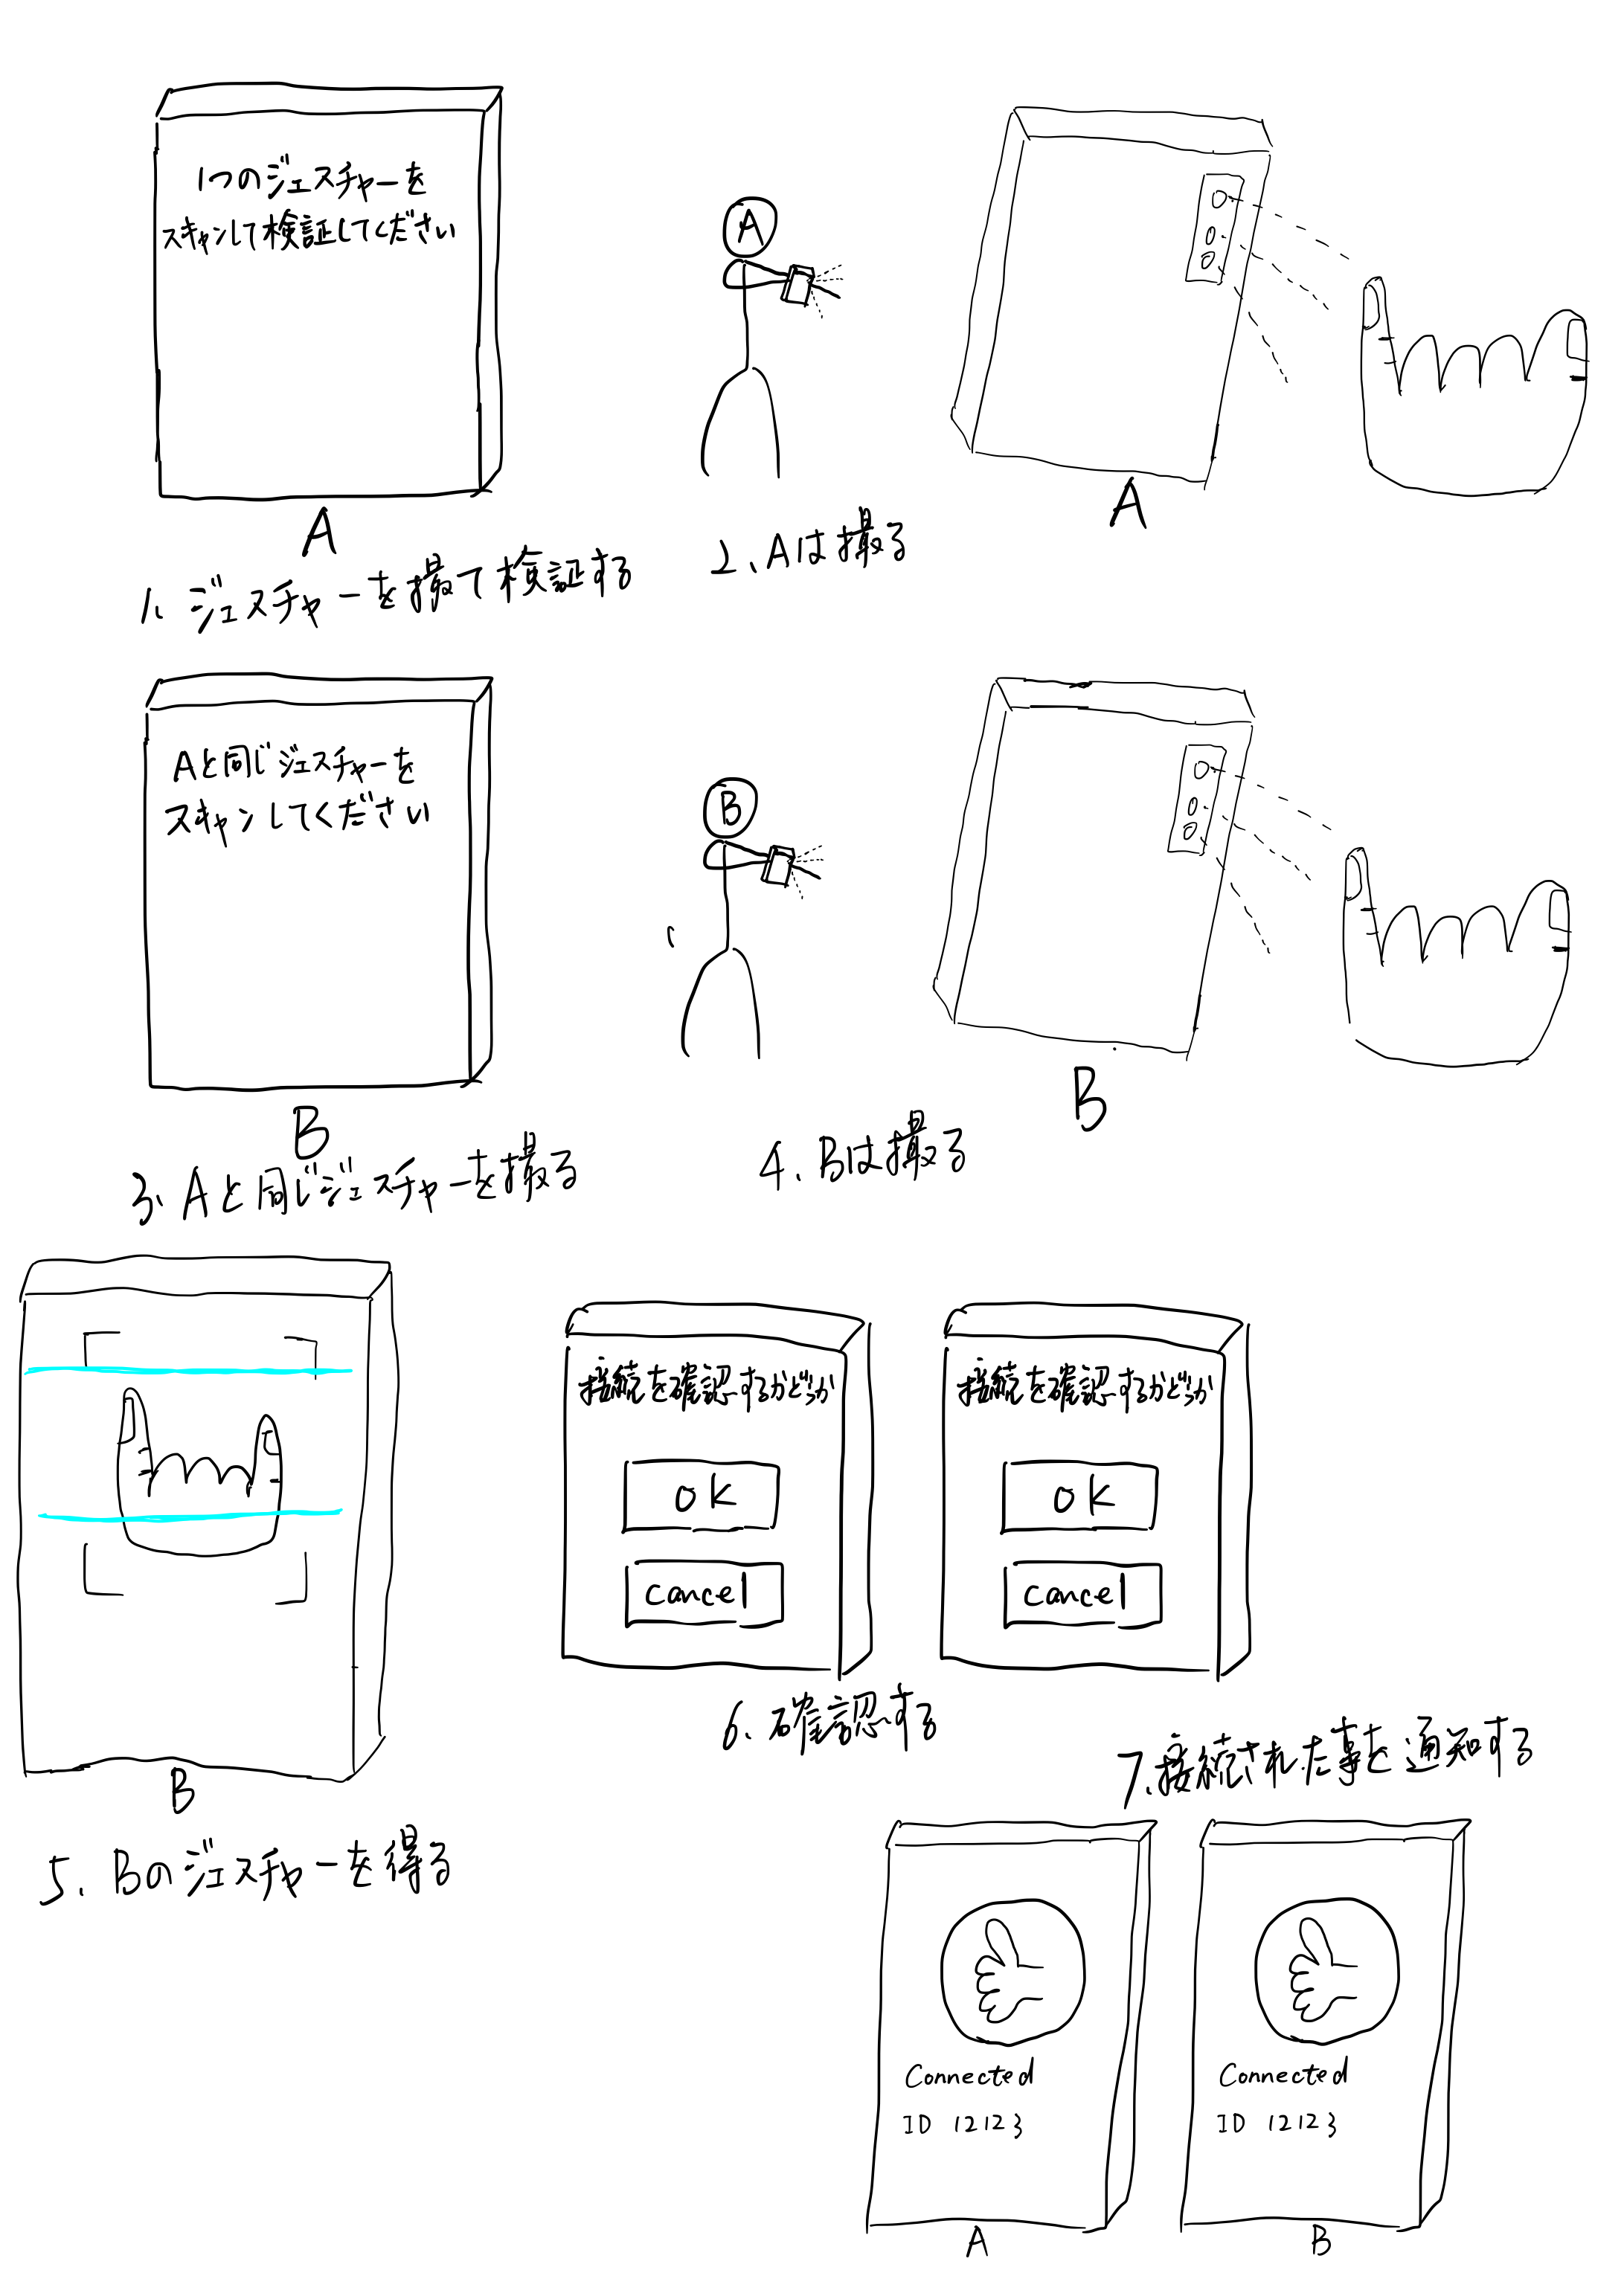 1つのジェスチャーを
スキャンして検証してください
A
1. ジェスチャーを撮て検証する
A
2、Aは撮る
A
Aと同じジェスチャーを
スキャンしてください
B
3、Aと同じジェスチャーを撮る
B
4、Bは撮る
B
B
5、Bのジェスチャーを得る
接続を確認するかどうか
OK
cancel
接続を確認するかどうか
OK
cancel
6、確認する
7.接続された事を通知する
Connected
ID 12123
A
Connected
ID 12123
B